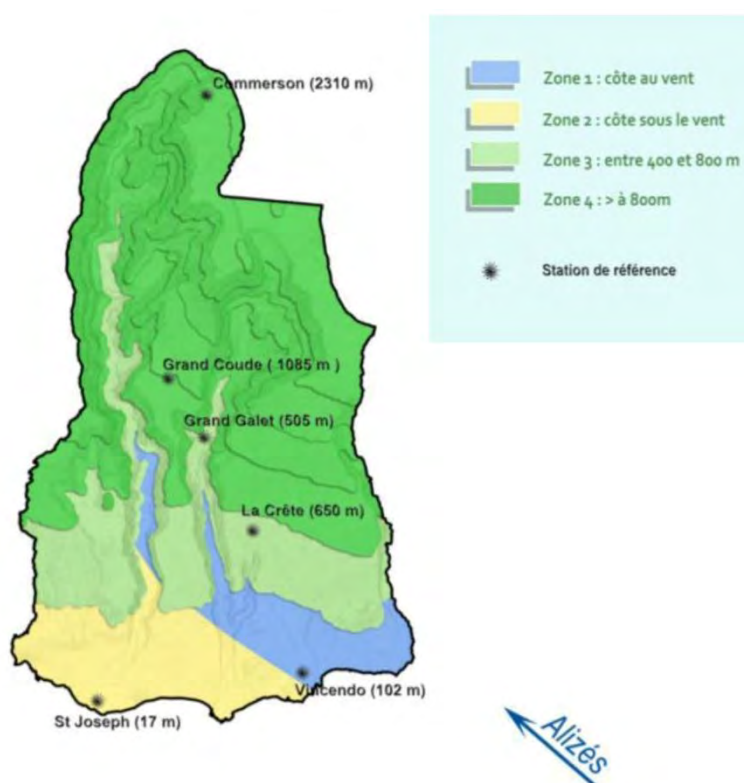 Commerson (2310 m)
Zone 1 : côte au vent
Zone 2 : côte sous le vent
Zone 3 : entre 400 et 800 m
Zone 4 : > à 800m
Station de référence
Grand Coude ( 1085 m )
Grand Galet (505 m)
La Crête (650 m)
Vincendo (102 m)
St Joseph (17 m)
Alizés